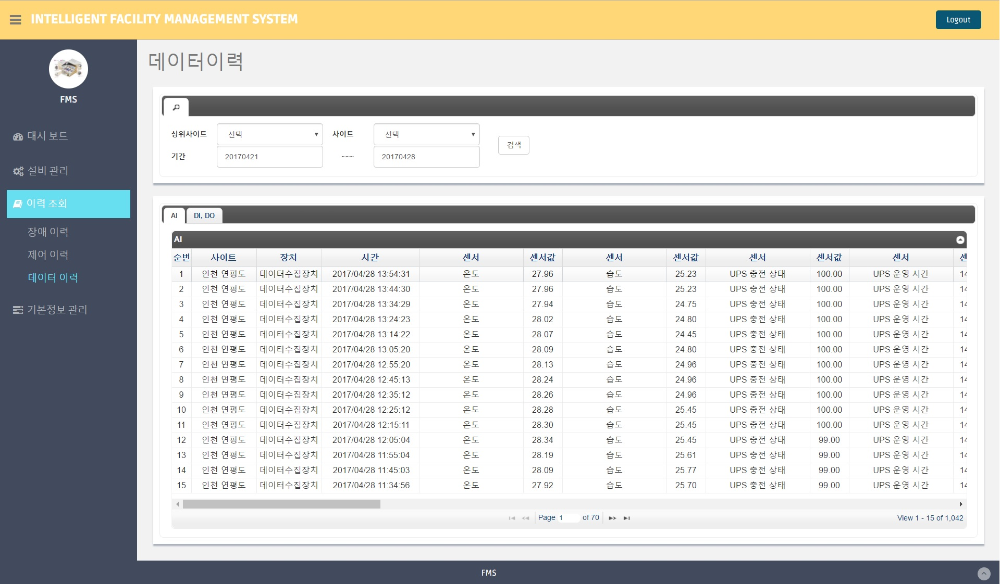 INTELLIGENT FACILITY MANAGEMENT SYSTEM
Logout
FMS
대시 보드
설비 관리
이력 조회
장애 이력
제어 이력
데이터 이력
기본정보 관리
데이터이력
상위사이트 선택 사이트 선택
검색
기간 20170421 ~~~ 20170428
AI DI, DO
AI
순번 사이트 장치 시간 센서 센서값 센서 센서값 센서 센서값 센서 센
1 인천 연평도 데이터수집장치 2017/04/28 13:54:31 온도 27.96 습도 25.23 UPS 충전 상태 100.00 UPS 운영 시간 14
2 인천 연평도 데이터수집장치 2017/04/28 13:44:30 온도 27.96 습도 25.23 UPS 충전 상태 100.00 UPS 운영 시간 14
3 인천 연평도 데이터수집장치 2017/04/28 13:34:29 온도 27.94 습도 24.75 UPS 충전 상태 100.00 UPS 운영 시간 14
4 인천 연평도 데이터수집장치 2017/04/28 13:24:23 온도 28.02 습도 24.80 UPS 충전 상태 100.00 UPS 운영 시간 14
5 인천 연평도 데이터수집장치 2017/04/28 13:14:22 온도 28.07 습도 24.45 UPS 충전 상태 100.00 UPS 운영 시간 14
6 인천 연평도 데이터수집장치 2017/04/28 13:05:20 온도 28.09 습도 24.80 UPS 충전 상태 100.00 UPS 운영 시간 14
7 인천 연평도 데이터수집장치 2017/04/28 12:55:20 온도 28.13 습도 24.96 UPS 충전 상태 100.00 UPS 운영 시간 14
8 인천 연평도 데이터수집장치 2017/04/28 12:45:13 온도 28.24 습도 24.96 UPS 충전 상태 100.00 UPS 운영 시간 14
9 인천 연평도 데이터수집장치 2017/04/28 12:35:12 온도 28.26 습도 24.96 UPS 충전 상태 100.00 UPS 운영 시간 14
10 인천 연평도 데이터수집장치 2017/04/28 12:25:12 온도 28.28 습도 25.45 UPS 충전 상태 100.00 UPS 운영 시간 14
11 인천 연평도 데이터수집장치 2017/04/28 12:15:11 온도 28.30 습도 25.45 UPS 충전 상태 100.00 UPS 운영 시간 14
12 인천 연평도 데이터수집장치 2017/04/28 12:05:04 온도 28.34 습도 25.45 UPS 충전 상태 99.00 UPS 운영 시간 14
13 인천 연평도 데이터수집장치 2017/04/28 11:55:04 온도 28.19 습도 25.61 UPS 충전 상태 99.00 UPS 운영 시간 14
14 인천 연평도 데이터수집장치 2017/04/28 11:45:03 온도 28.09 습도 25.77 UPS 충전 상태 99.00 UPS 운영 시간 14
15 인천 연평도 데이터수집장치 2017/04/28 11:34:56 온도 27.92 습도 25.70 UPS 충전 상태 99.00 UPS 운영 시간 14
Page 1 of 70
View 1 - 15 of 1,042
FMS